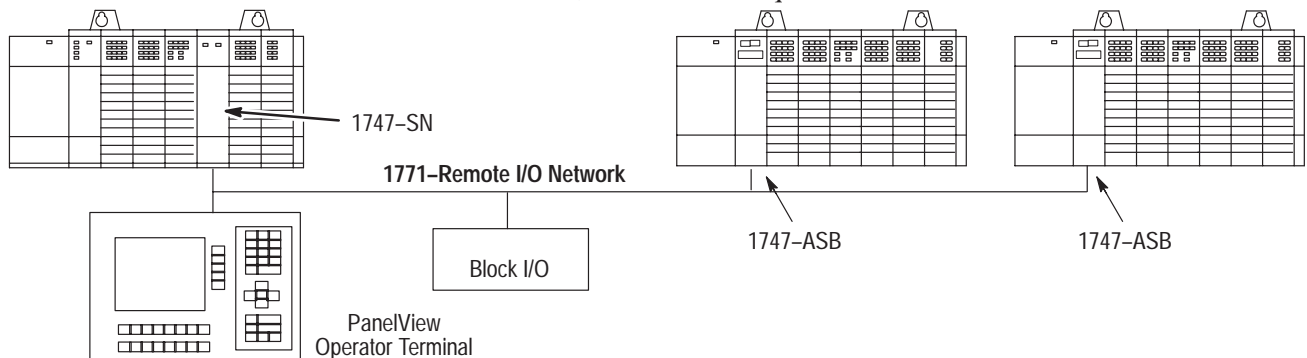 1747–SN
1771–Remote I/O Network
1747–ASB
1747–ASB
Block I/O
PanelView
Operator Terminal